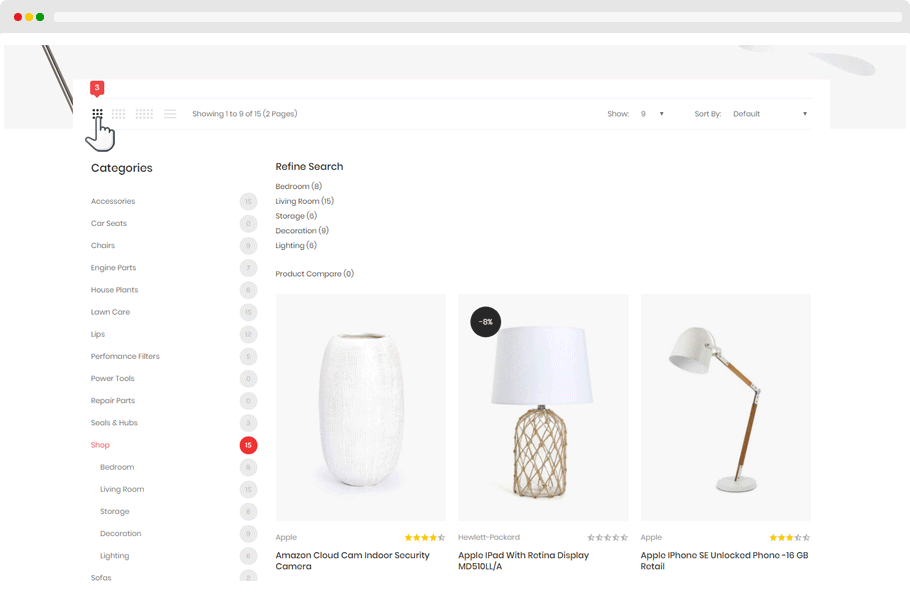 3
Showing 1 to 9 of 15 (2 Pages)
Show: 9
Sort By: Default
Categories
Accessories 15
Car Seats 0
Chairs 9
Engine Parts 7
House Plants 6
Lawn Care 15
Lips 12
Perfomance Filters 5
Power Tools 0
Repair Parts 0
Seals & Hubs 3
Shop 15
Bedroom 8
Living Room 15
Storage 6
Decoration 9
Lighting 6
Sofas 2
Refine Search
Bedroom (8)
Living Room (15)
Storage (6)
Decoration (9)
Lighting (6)
Product Compare (0)
-8%
Apple
Amazon Cloud Cam Indoor Security
Camera
Hewlett-Packard
Apple IPad With Retina Display
MD510LL/A
Apple
Apple IPhone SE Unlocked Phone -16 GB
Retail